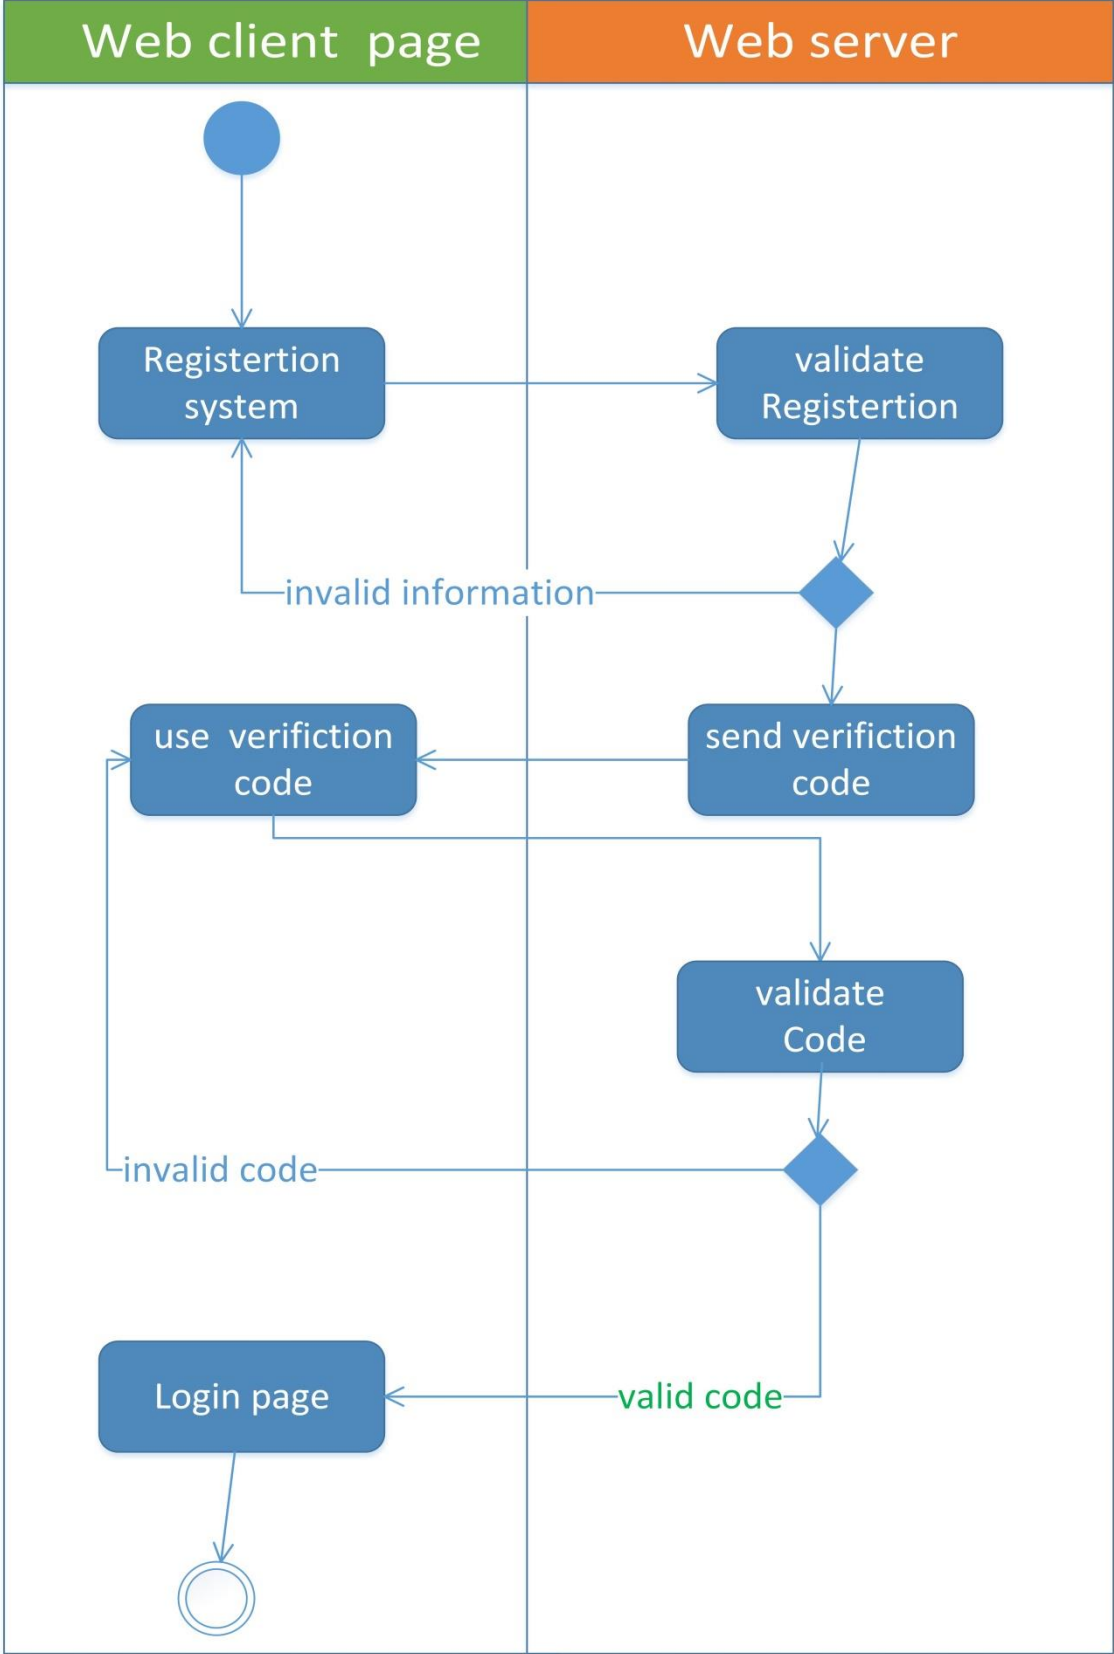 Web client page
Web server
Registertion
system
validate
Registertion
invalid information
use verifiction
code
send verifiction
code
validate
Code
invalid code
Login page
valid code